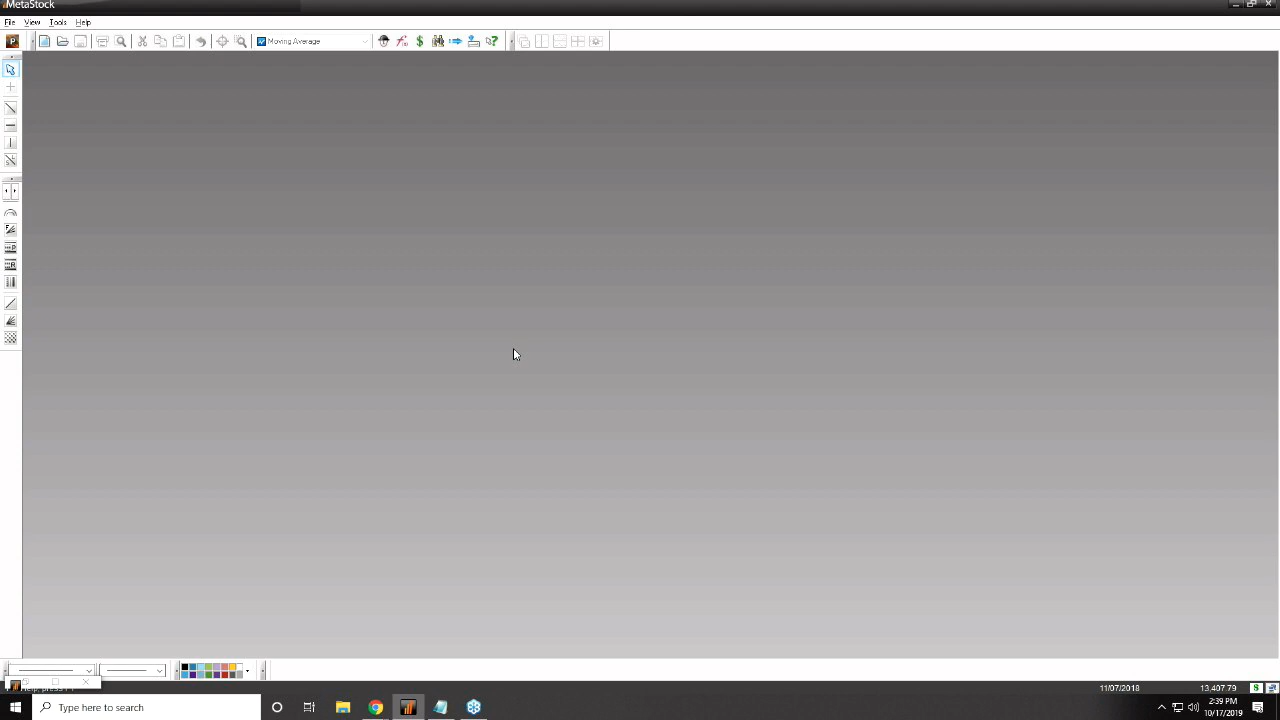 MetaStock
File View Tools Help
Moving Average
11/07/2018 13,407.79
Type here to search
2:39 PM
10/17/2019